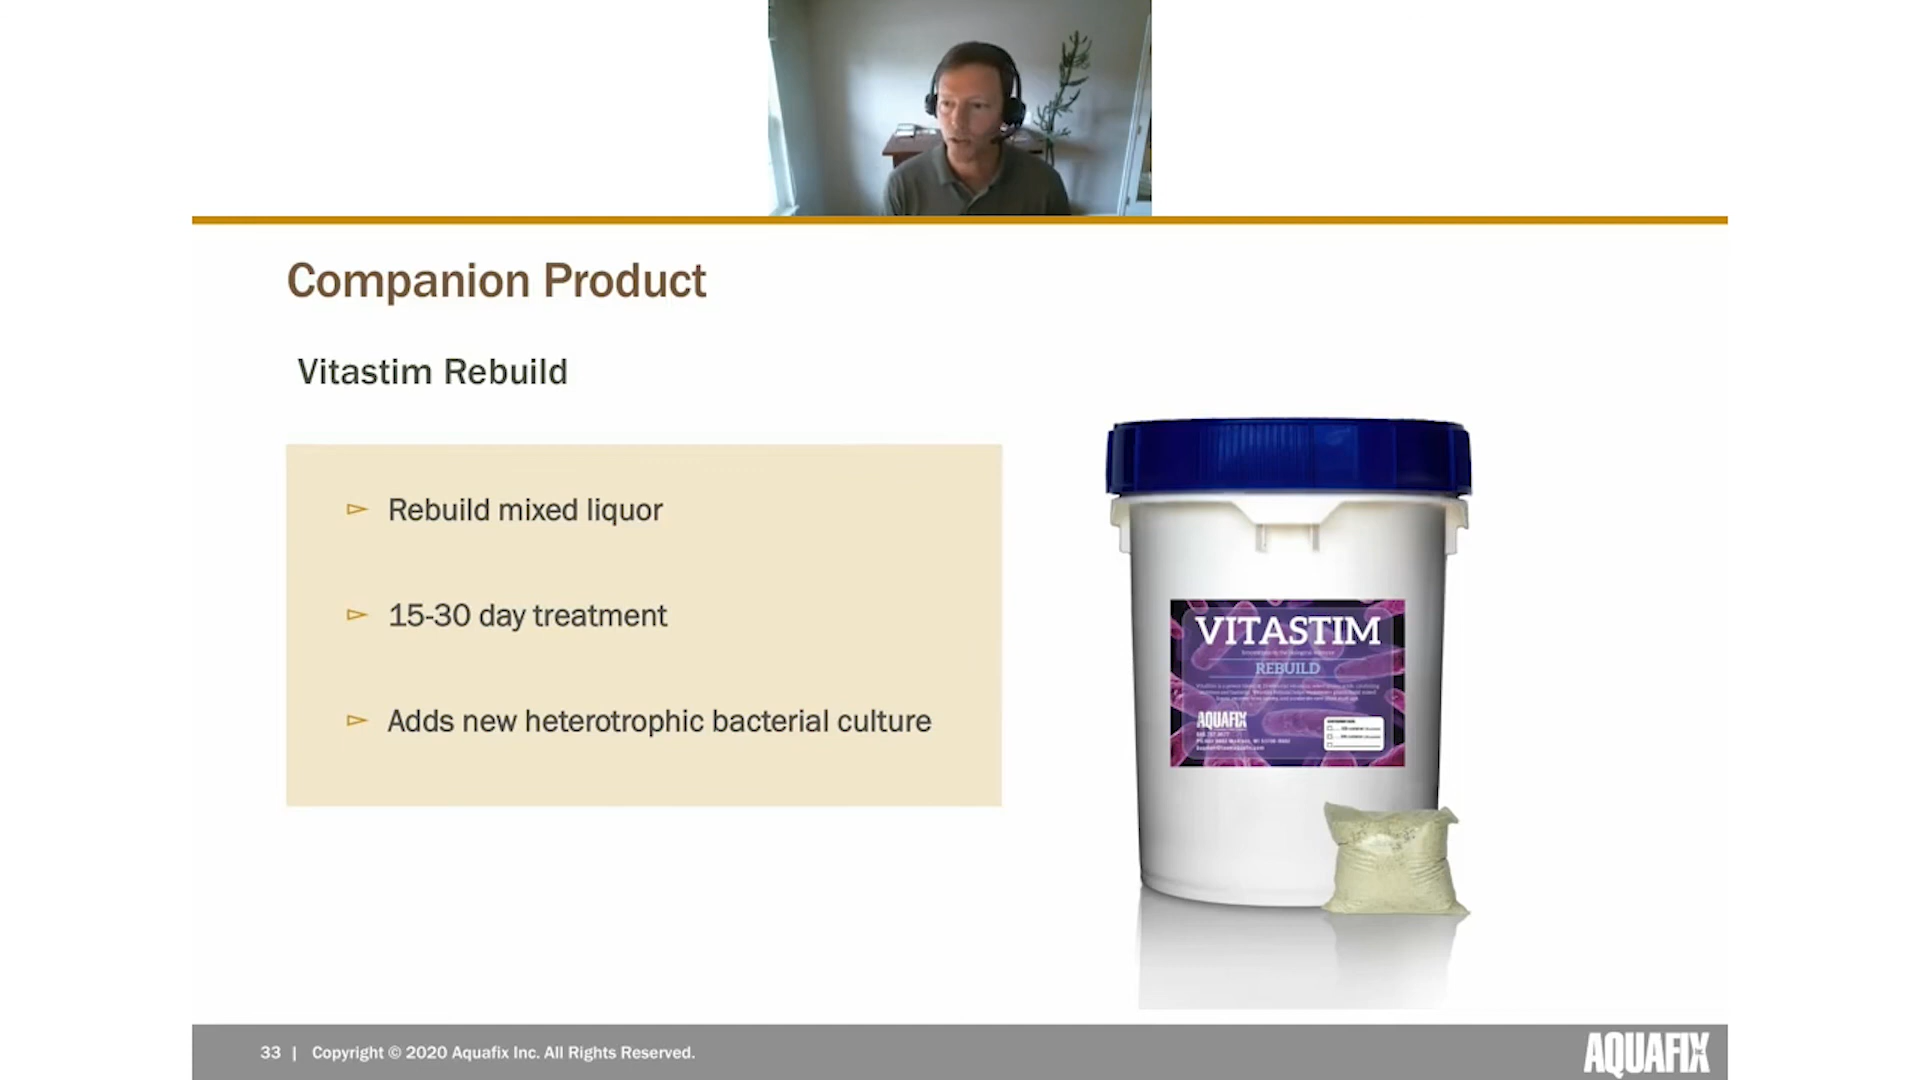 Companion Product
Vitastim Rebuild
▻ Rebuild mixed liquor
▻ 15-30 day treatment
▻ Adds new heterotrophic bacterial culture
VITASTIM
REBUILD
AQUAFIX
33 | Copyright © 2020 Aquafix Inc. All Rights Reserved.
AQUAFIX